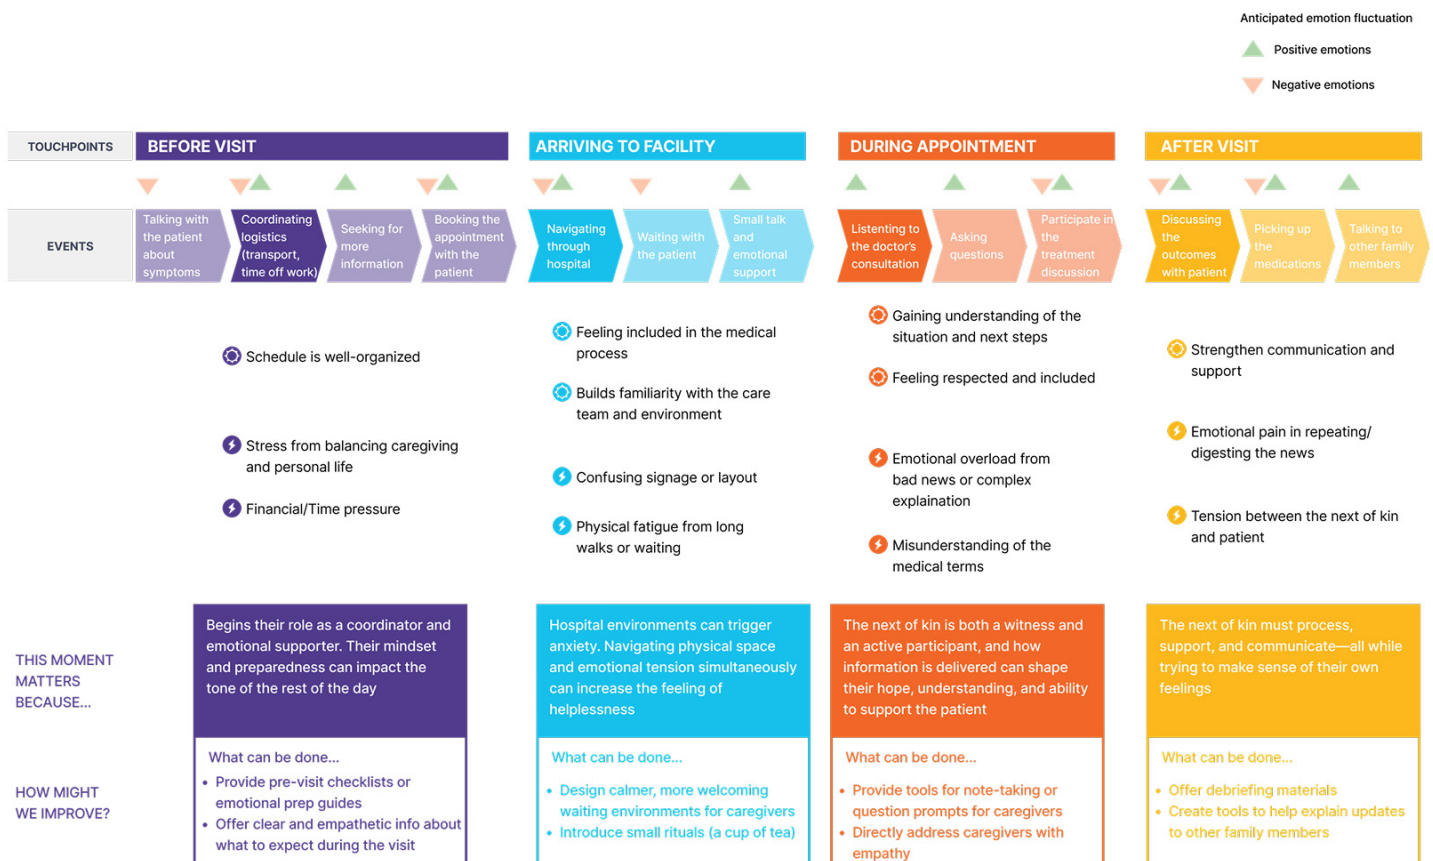 Anticipated emotion fluctuation
Positive emotions
Negative emotions
TOUCHPOINTS
BEFORE VISIT
ARRIVING TO FACILITY
DURING APPOINTMENT
AFTER VISIT
EVENTS
Talking with
the patient
about
symptoms
Coordinating
logistics
(transport,
time off work)
Seeking for
more
information
Booking the
appointment
with the
patient
Navigating
through
hospital
Waiting with
the patient
Small talk
and
emotional
support
Listenting to
the doctor's
consultation
Asking
questions
Participate in
the
treatment
discussion
Discussing
the
outcomes
with patient
Picking up
the
medications
Talking to
other family
members
Schedule is well-organized
Stress from balancing caregiving
and personal life
Financial/Time pressure
Feeling included in the medical
process
Builds familiarity with the care
team and environment
Confusing signage or layout
Physical fatigue from long
walks or waiting
Gaining understanding of the
situation and next steps
Feeling respected and included
Emotional overload from
bad news or complex
explaination
Misunderstanding of the
medical terms
Strengthen communication and
support
Emotional pain in repeating/
digesting the news
Tension between the next of kin
and patient
THIS MOMENT
MATTERS
BECAUSE...
Begins their role as a coordinator and
emotional supporter. Their mindset
and preparedness can impact the
tone of the rest of the day
Hospital environments can trigger
anxiety. Navigating physical space
and emotional tension simultaneously
can increase the feeling of
helplessness
The next of kin is both a witness and
an active participant, and how
information is delivered can shape
their hope, understanding, and ability
to support the patient
The next of kin must process,
support, and communicate—all while
trying to make sense of their own
feelings
HOW MIGHT
WE IMPROVE?
What can be done...
• Provide pre-visit checklists or
emotional prep guides
• Offer clear and empathetic info about
what to expect during the visit
What can be done...
• Design calmer, more welcoming
waiting environments for caregivers
• Introduce small rituals (a cup of tea)
What can be done...
• Provide tools for note-taking or
question prompts for caregivers
• Directly address caregivers with
empathy
What can be done...
• Offer debriefing materials
• Create tools to help explain updates
to other family members